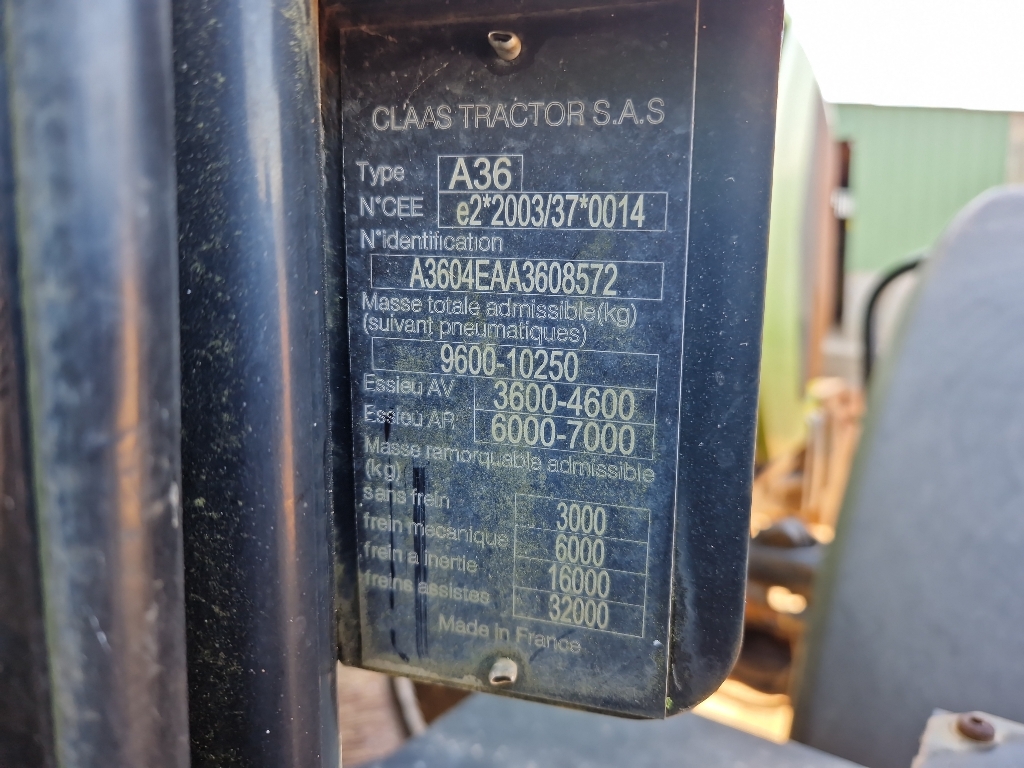 CLAAS TRACTOR S.A.S
Type A36
N°CEE e2*2003/37*0014
N°identification
A3604EAA3608572
Masse totale admissible(kg)
(suivant pneumatiques)
9600-10250
Essieu AV 3600-4600
Essieu AR 6000-7000
Masse ramorquable admissible
(kg)
sans frein 3000
frein mecanique 6000
frein a inertie 16000
freins assistes 32000
Made in France